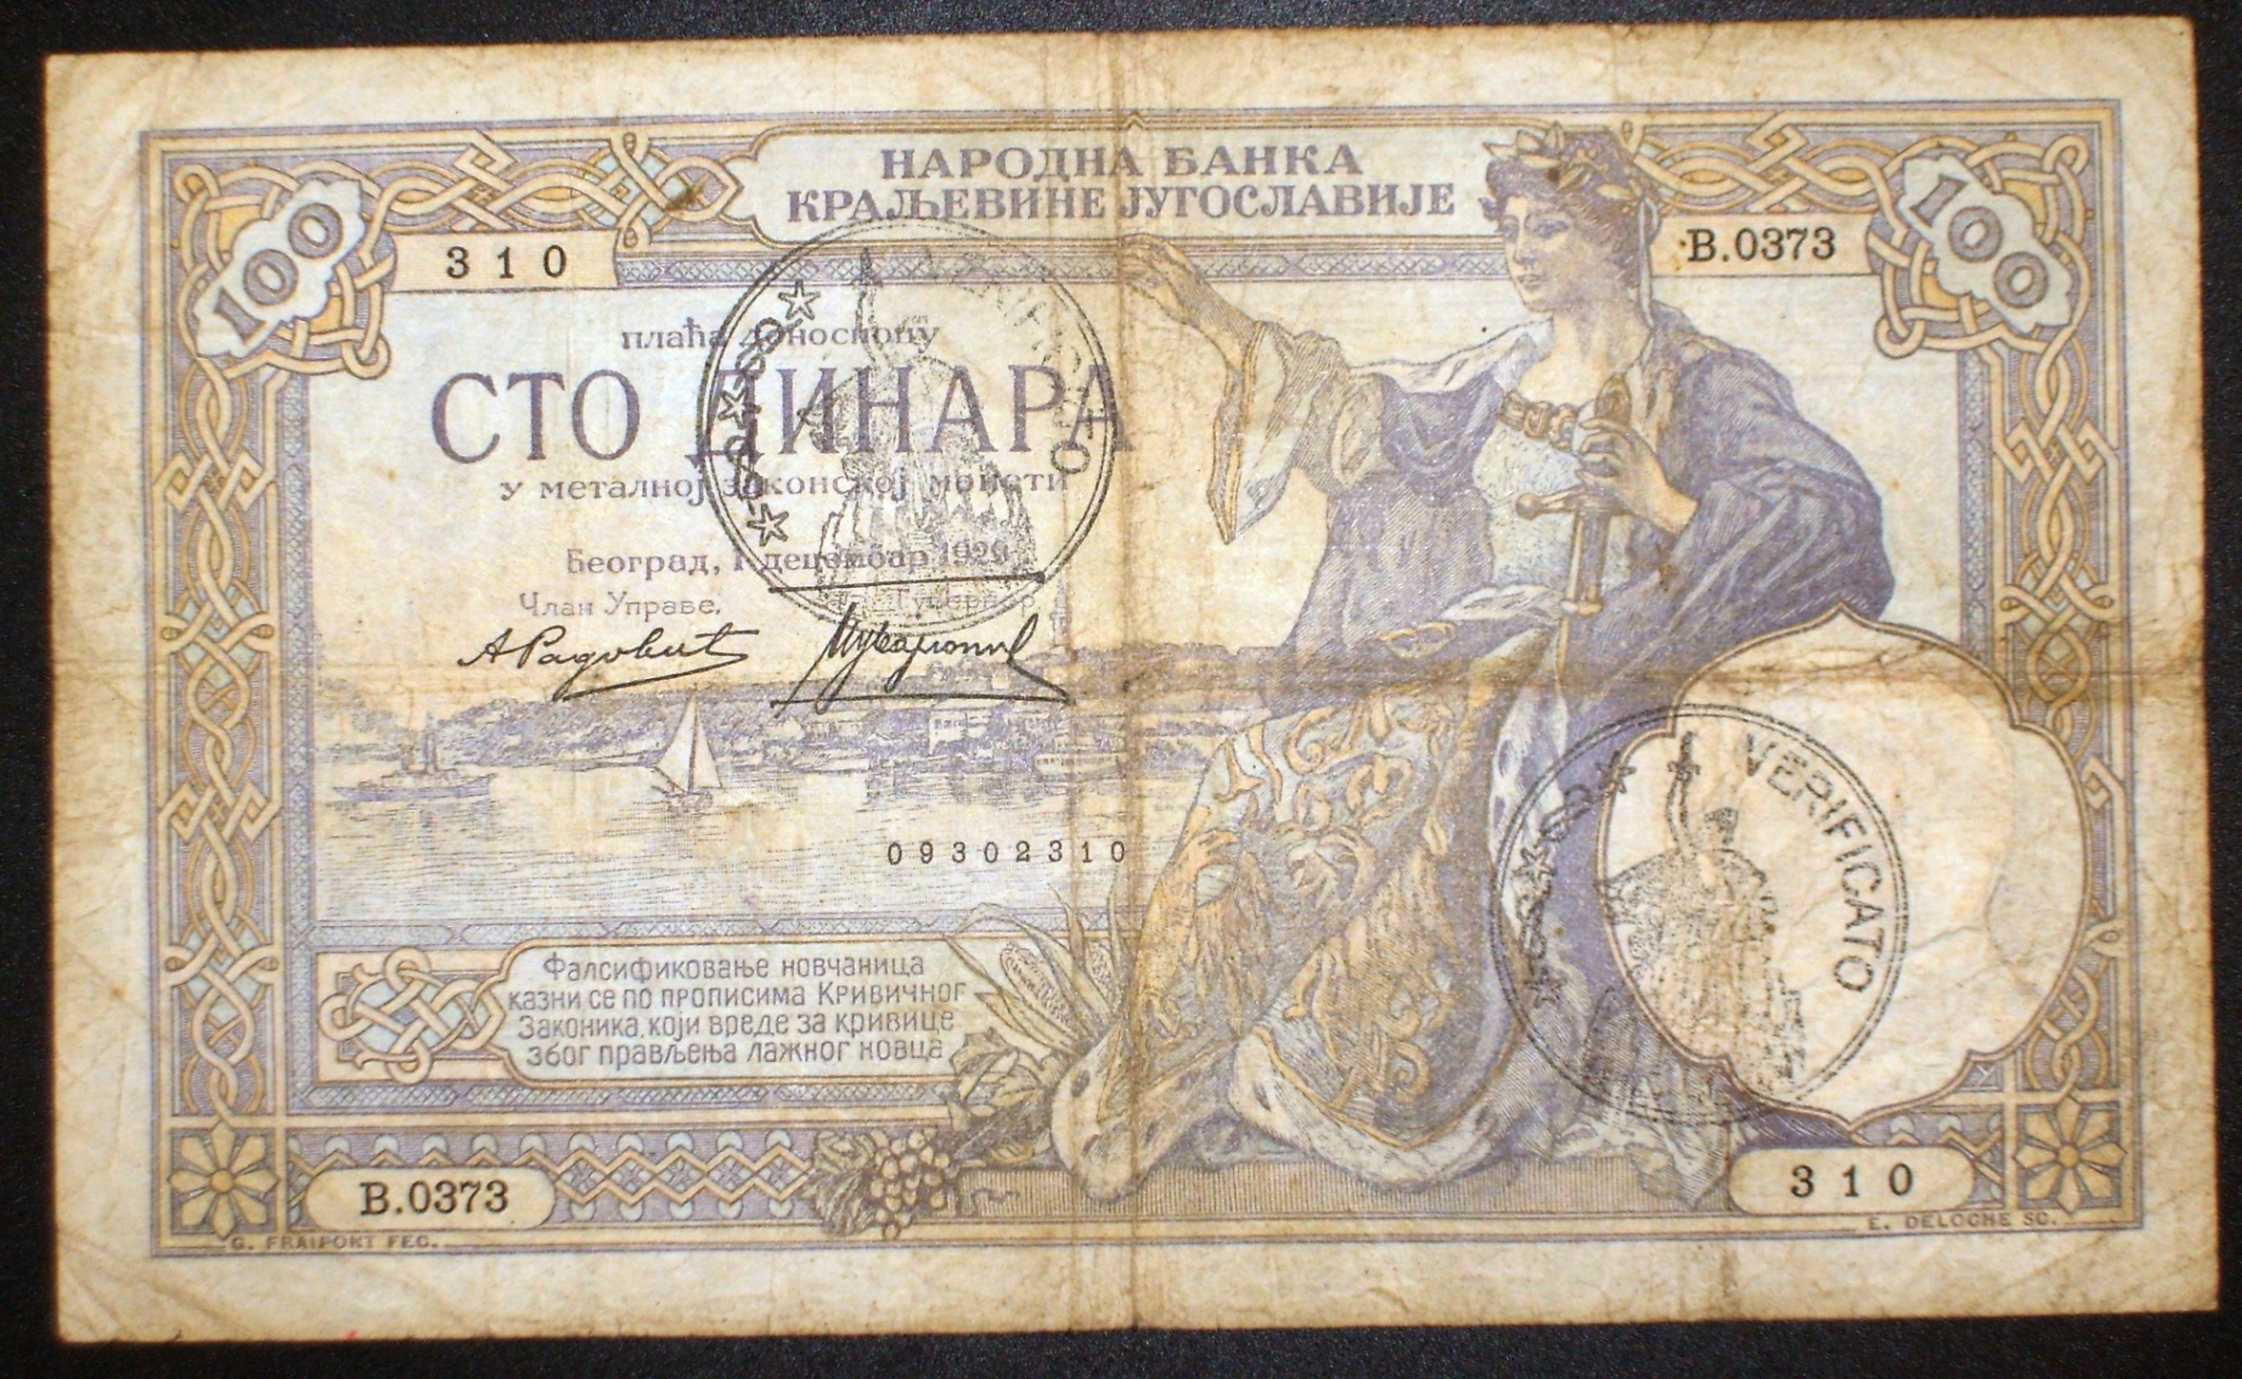 НАРОДНА БАНКА
КРАЉЕВИНЕ ЈУГОСЛАВИЈЕ
100
100
310
B.0373
плаћа доносиоцу
VERIFICATO
СТО ДИНАРА
у металној законској монети
Београд, 1 децембар 1929
Члан Управе,
Гувернер
А Радовић
09302310
VERIFICATO
Фалсификовање новчаница
казни се по прописима Кривичног
Законика, који вреде за кривице
због прављења лажног новца
B.0373
310
G. FRAIPONT FEC.
E. DELOCHE SC.